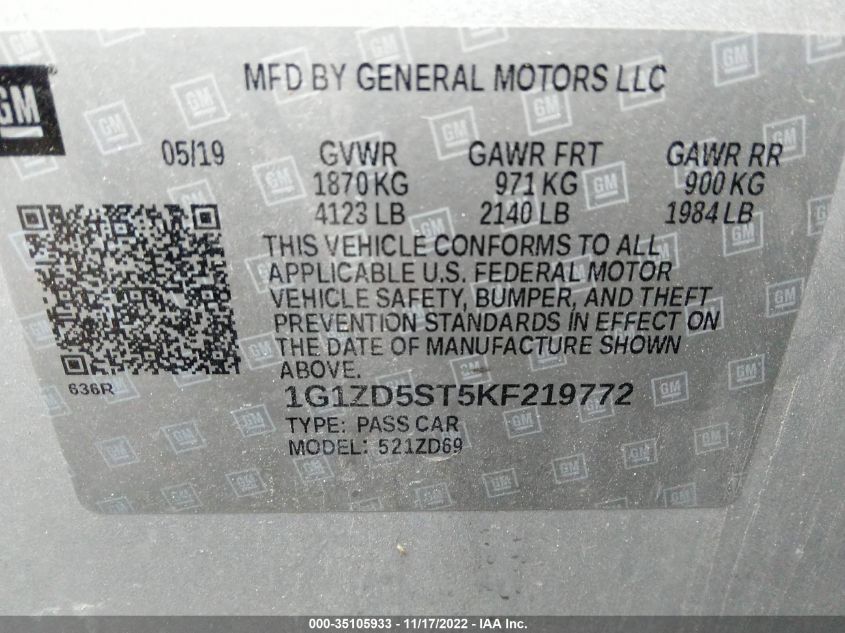 GM
MFD BY GENERAL MOTORS LLC
05/19 GVWR GAWR FRT GAWR RR
1870 KG 971 KG 900 KG
4123 LB 2140 LB 1984 LB
THIS VEHICLE CONFORMS TO ALL
APPLICABLE U.S. FEDERAL MOTOR
VEHICLE SAFETY, BUMPER, AND THEFT
PREVENTION STANDARDS IN EFFECT ON
THE DATE OF MANUFACTURE SHOWN
ABOVE.
636R
1G1ZD5ST5KF219772
TYPE: PASS CAR
MODEL: 521ZD69
000-35105933 - 11/17/2022 - IAA Inc.